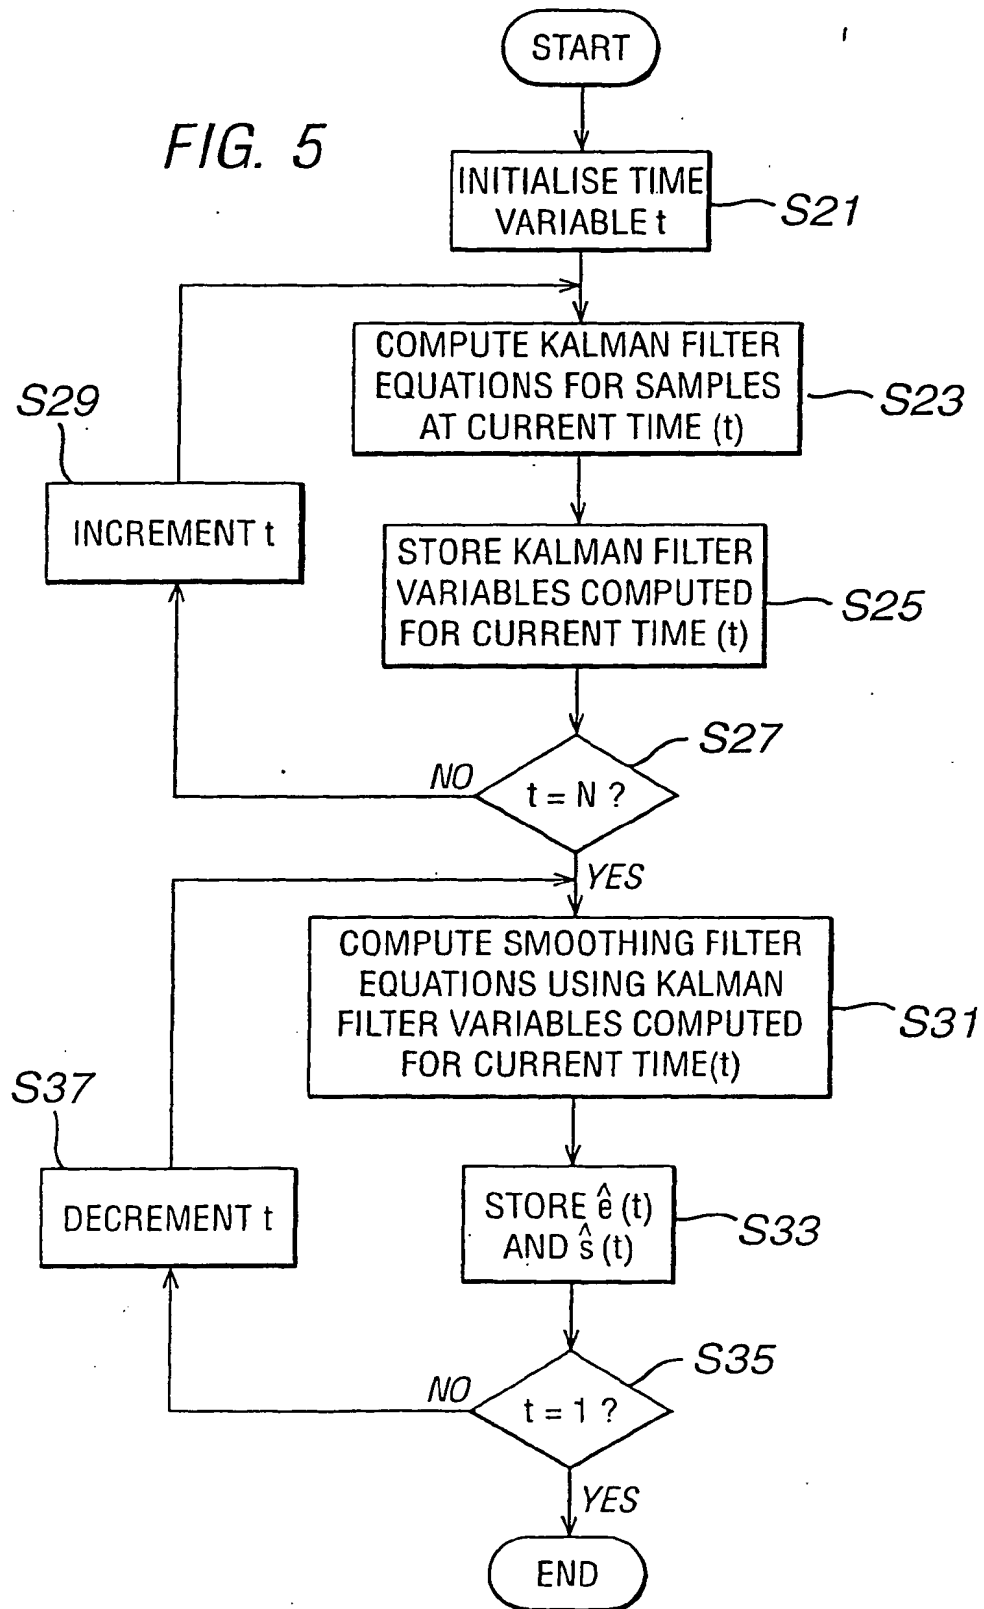 START
FIG. 5
INITIALISE TIME
VARIABLE t
S21
COMPUTE KALMAN FILTER
EQUATIONS FOR SAMPLES
AT CURRENT TIME (t)
S23
S29
INCREMENT t
STORE KALMAN FILTER
VARIABLES COMPUTED
FOR CURRENT TIME (t)
S25
S27
NO
t = N ?
YES
COMPUTE SMOOTHING FILTER
EQUATIONS USING KALMAN
FILTER VARIABLES COMPUTED
FOR CURRENT TIME(t)
S31
S37
DECREMENT t
STORE ê (t)
AND ŝ (t)
S33
S35
NO
t = 1 ?
YES
END